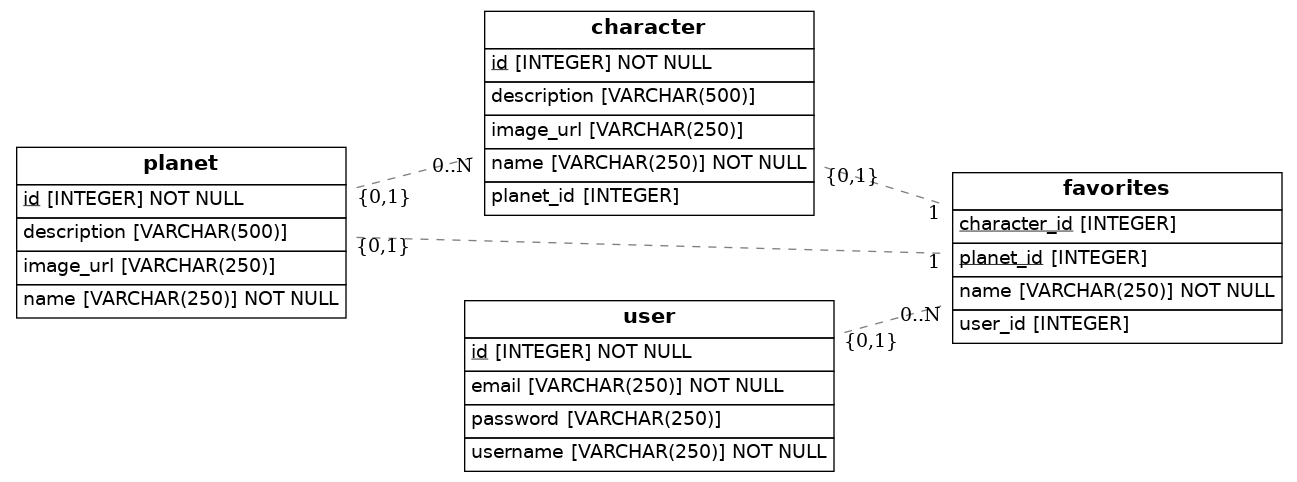 character
id [INTEGER] NOT NULL
description [VARCHAR(500)]
image_url [VARCHAR(250)]
name [VARCHAR(250)] NOT NULL
planet_id [INTEGER]
planet
id [INTEGER] NOT NULL
description [VARCHAR(500)]
image_url [VARCHAR(250)]
name [VARCHAR(250)] NOT NULL
0..N
{0,1}
{0,1}
1
{0,1}
1
favorites
character_id [INTEGER]
planet_id [INTEGER]
name [VARCHAR(250)] NOT NULL
user_id [INTEGER]
user
id [INTEGER] NOT NULL
email [VARCHAR(250)] NOT NULL
password [VARCHAR(250)]
username [VARCHAR(250)] NOT NULL
0..N
{0,1}